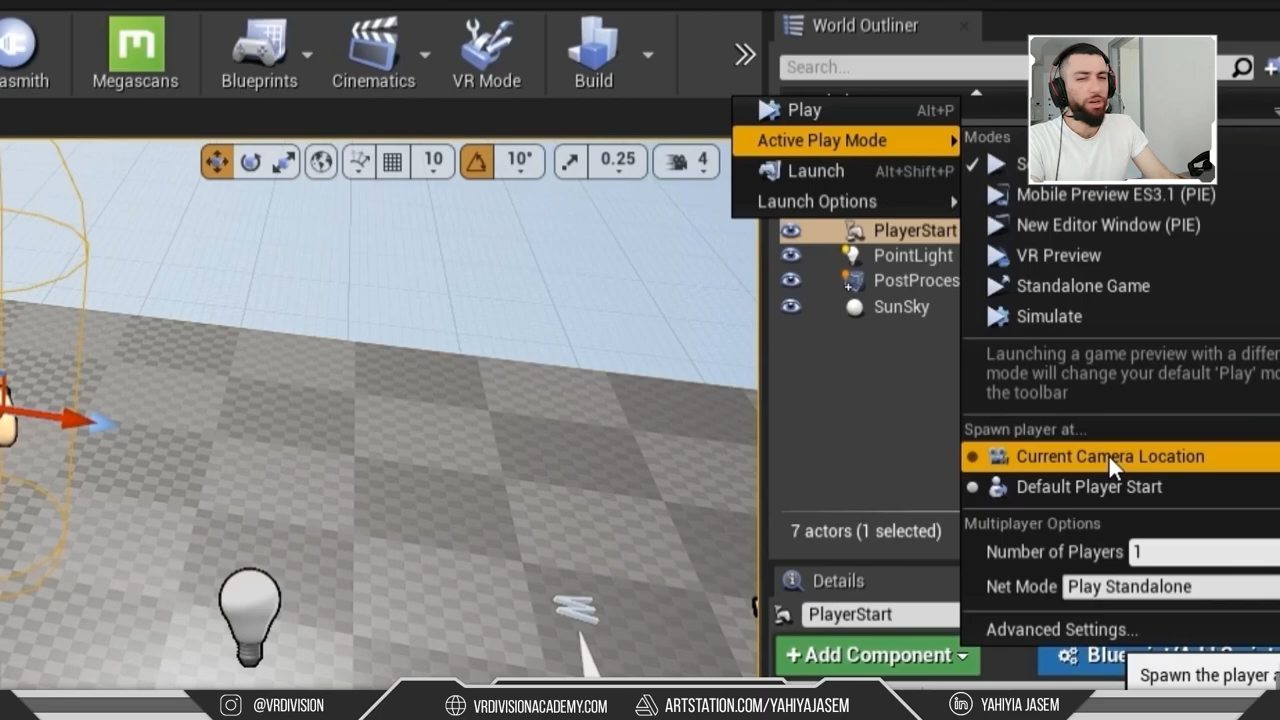 asmith
Megascans
Blueprints
Cinematics
VR Mode
Build
World Outliner
Search...
Play Alt+P
Active Play Mode
Launch Alt+Shift+P
Launch Options
Modes
Mobile Preview ES3.1 (PIE)
New Editor Window (PIE)
VR Preview
Standalone Game
Simulate
Launching a game preview with a differ
mode will change your default 'Play' mo
the toolbar
Spawn player at...
Current Camera Location
Default Player Start
Multiplayer Options
Number of Players 1
Net Mode Play Standalone
Advanced Settings...
10
10°
0.25
4
PlayerStart
PointLight
PostProces
SunSky
7 actors (1 selected)
Details
PlayerStart
+Add Component
Spawn the player a
@VRDIVISION
VRDIVISIONACADEMY.COM
ARTSTATION.COM/YAHIYAJASEM
YAHIYIA JASEM